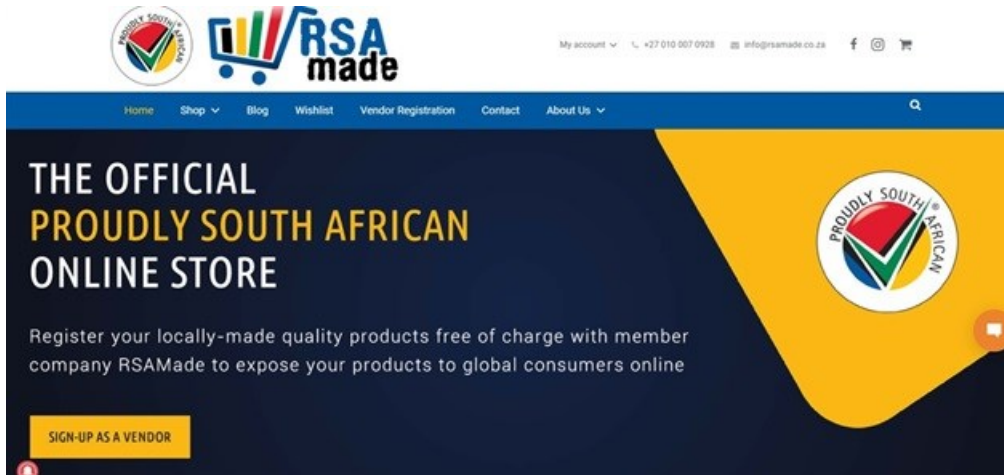 PROUDLY SOUTH AFRICAN
RSA
made
My account
+27 010 007 0928
info@rsamade.co.za
Home
Shop
Blog
Wishlist
Vendor Registration
Contact
About Us
THE OFFICIAL
PROUDLY SOUTH AFRICAN
ONLINE STORE
PROUDLY SOUTH AFRICAN
Register your locally-made quality products free of charge with member
company RSAMade to expose your products to global consumers online
SIGN-UP AS A VENDOR